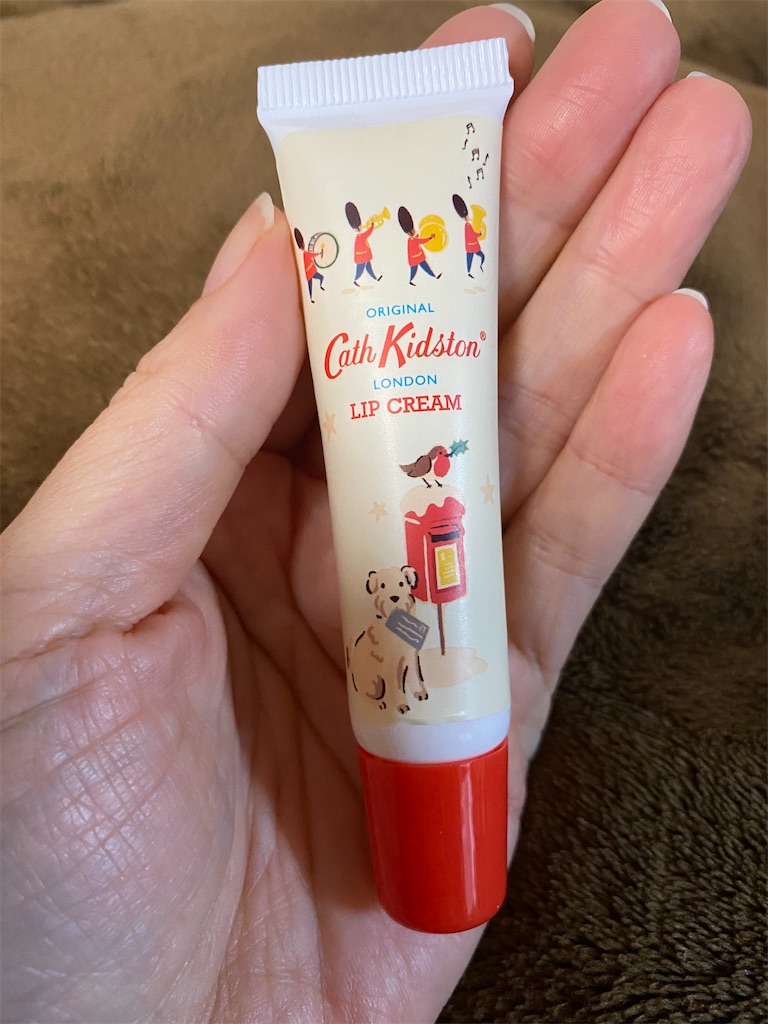 ORIGINAL
Cath Kidston®
LONDON
LIP CREAM